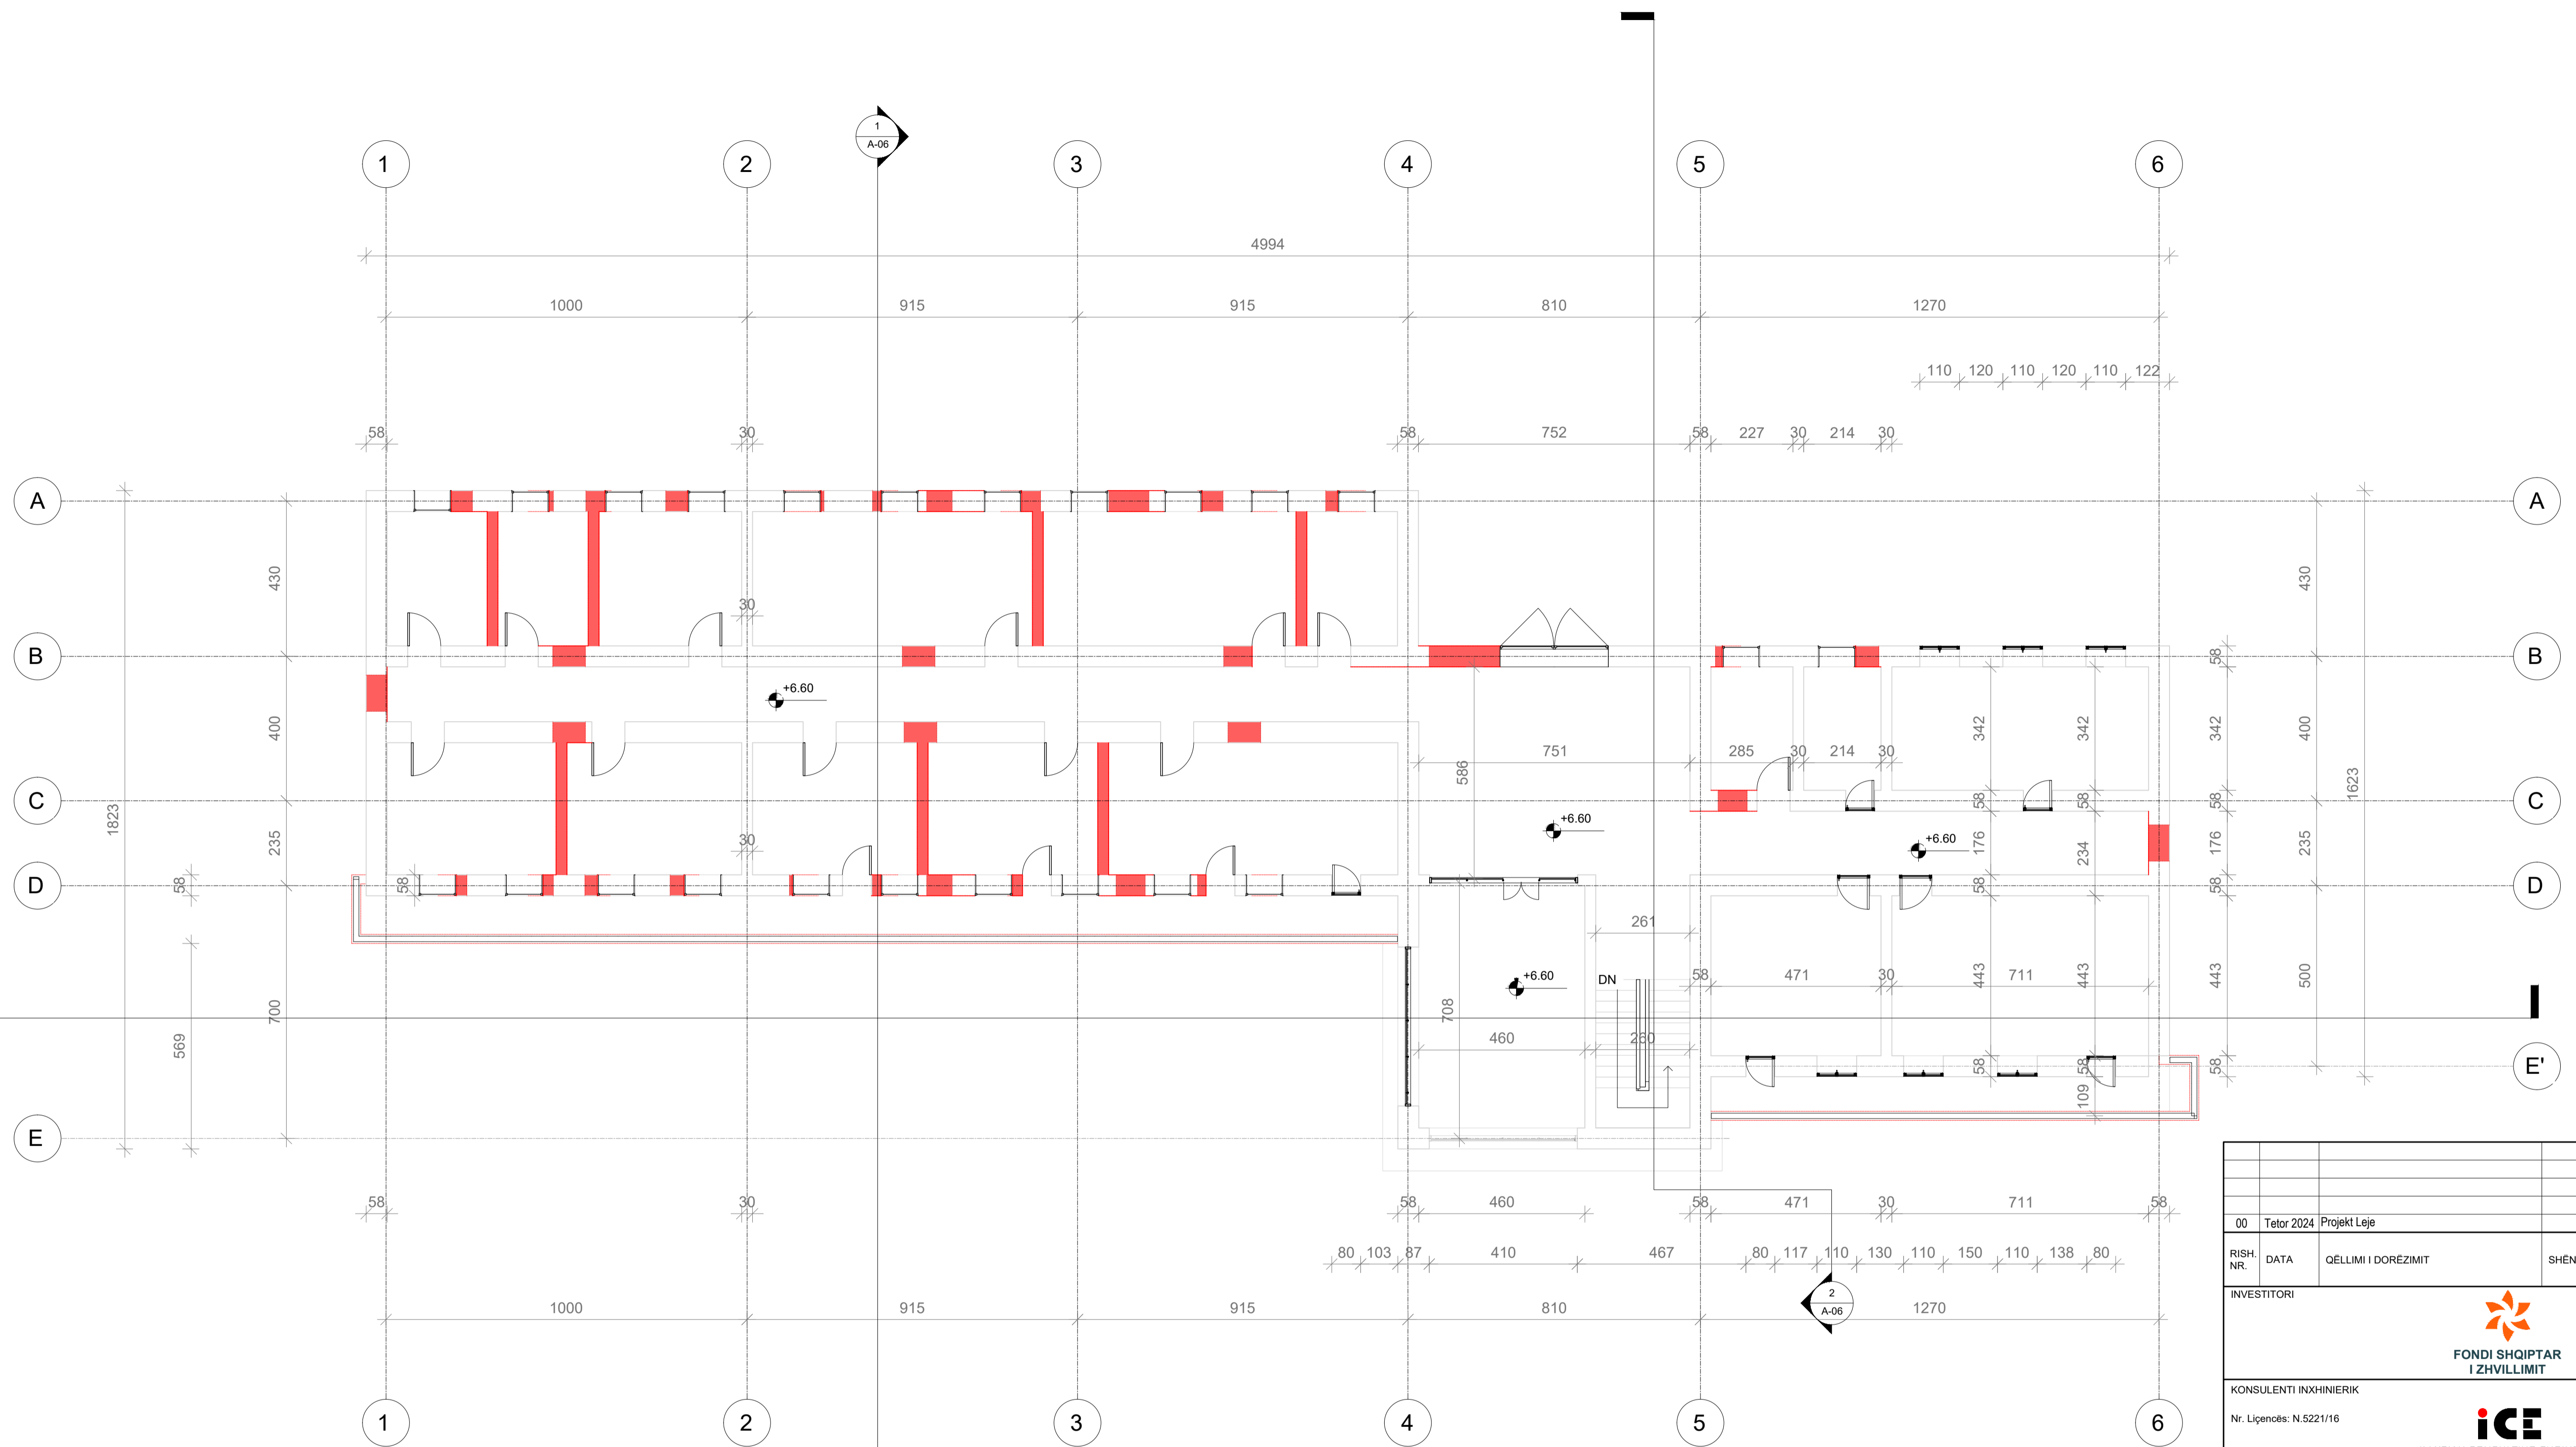 1
A-06
1 2 3 4 5 6
4994
1000 915 915 810 1270
110 120 110 120 110 122
58 30 58 752 58 227 30 214 30
A A
430 430
30
B B
58
+6.60
400 342 342 342 400
751 285 30 214 30
586
C C
58 58 58
1823 1623
+6.60
+6.60
235 30 176 234 176 235
D D
58 58 58 58
261
+6.60
DN
58 471 30 711
443 443 443 500
700 708
569 460 260
E'
58 58 58
109
E
58 30 58 460 58 471 30 711 58
80 103 87 410 467 80 117 110 130 110 150 110 138 80
2
A-06
1000 915 915 810 1270
1 2 3 4 5 6
00 Tetor 2024 Projekt Leje
RISH. NR. DATA QËLLIMI I DORËZIMIT SHËN
INVESTITORI
FONDI SHQIPTAR
I ZHVILLIMIT
KONSULENTI INXHINIERIK
Nr. Liçencës: N.5221/16
iCE